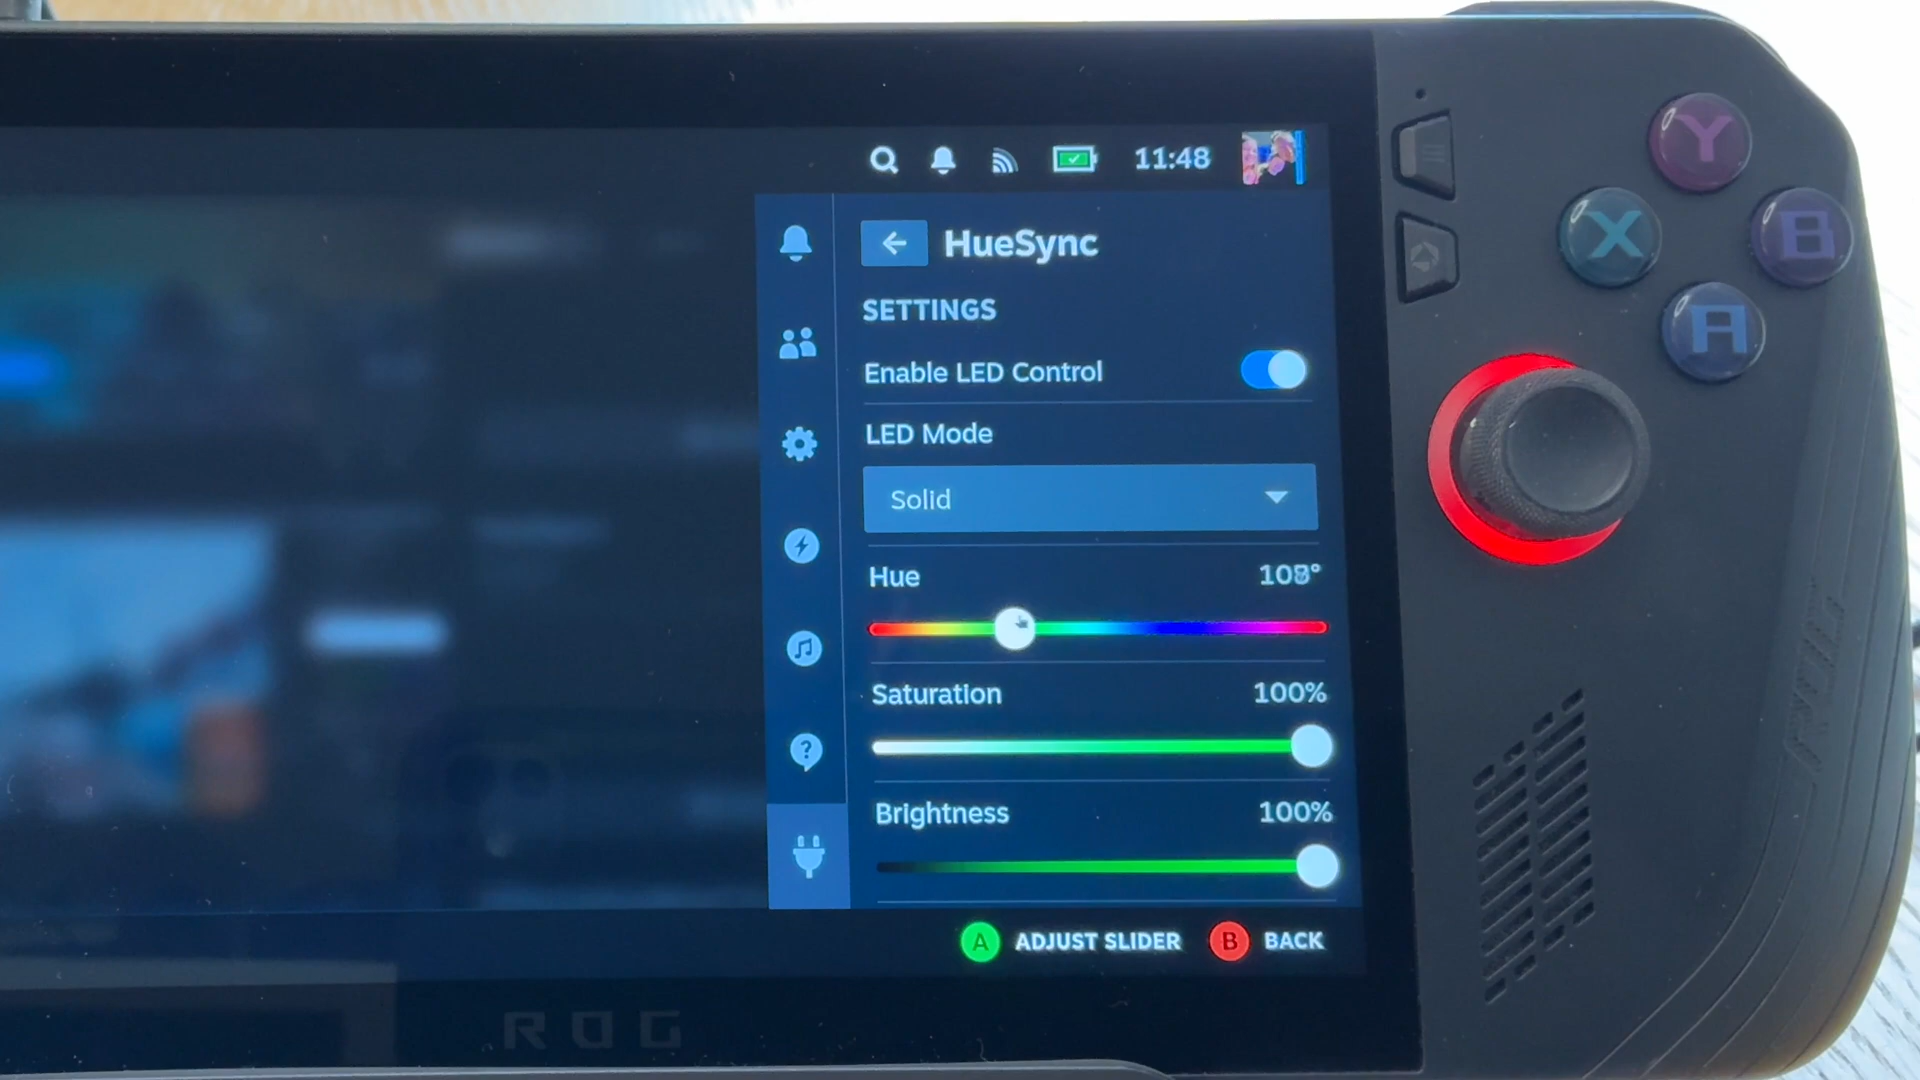 11:48
HueSync
SETTINGS
Enable LED Control
LED Mode
Solid
Hue
Saturation 100%
Brightness 100%
A ADJUST SLIDER B BACK
ROG
Y
X B
A